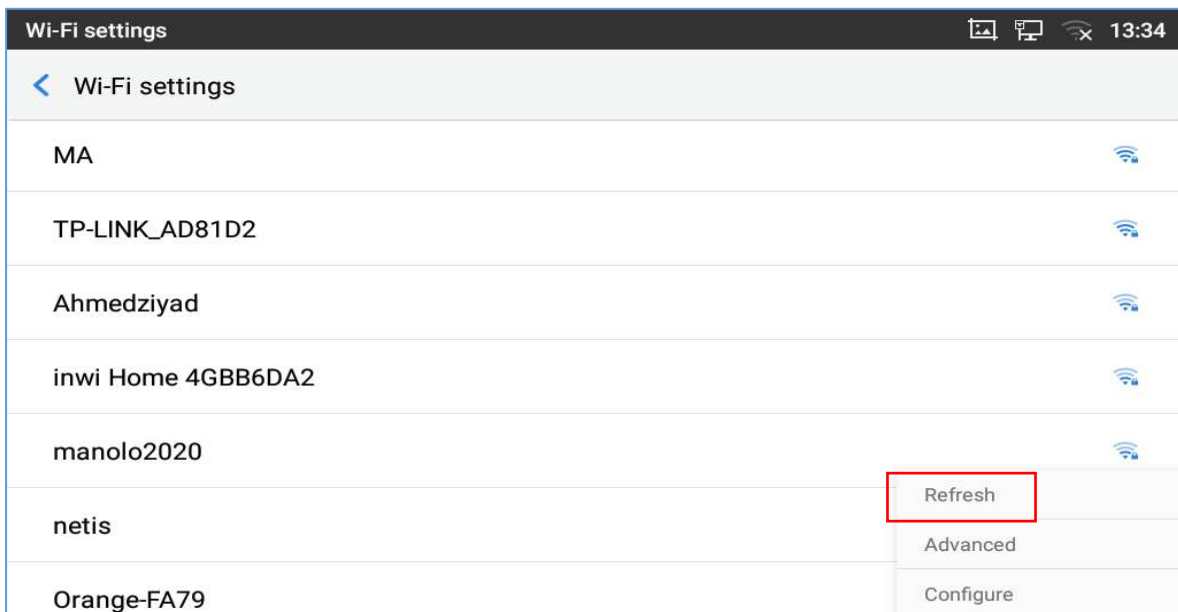 Wi-Fi settings 13:34
Wi-Fi settings
MA
TP-LINK_AD81D2
Ahmedziyad
inwi Home 4GBB6DA2
manolo2020
netis
Orange-FA79
Refresh
Advanced
Configure